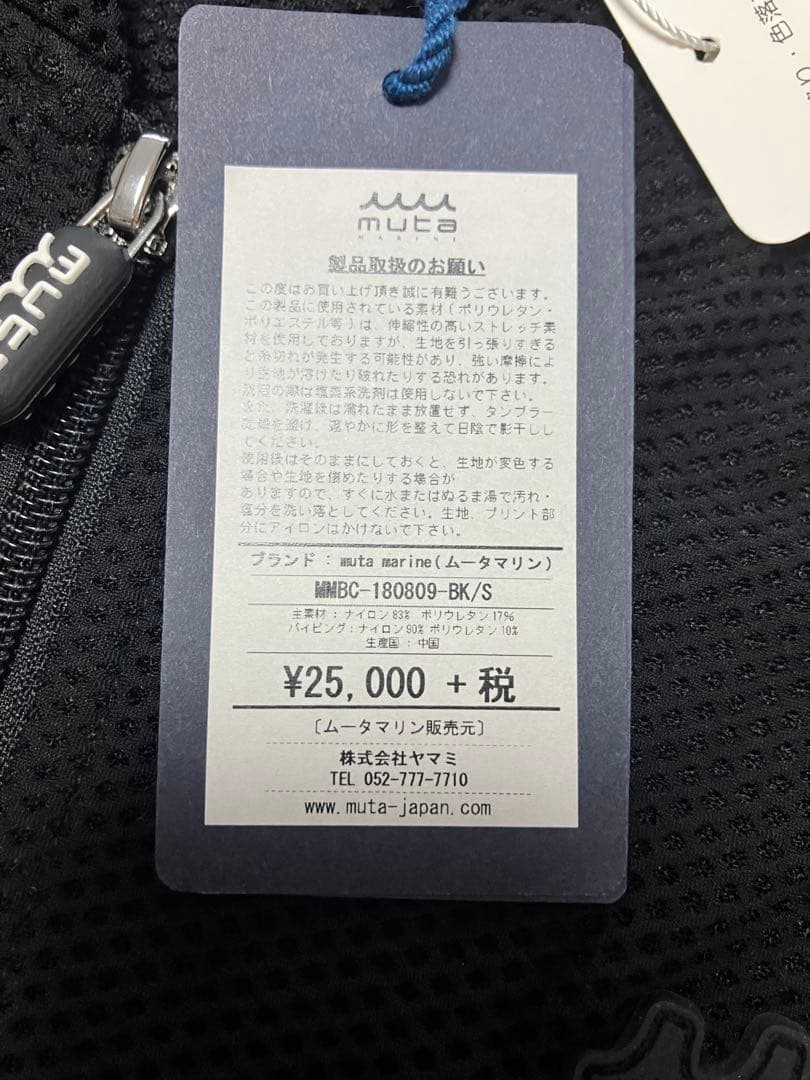 muta
MARINE
製品取扱のお願い
この度はお買い上げ頂き誠に有難うございます。
この製品に使用されている素材(ポリウレタン・
ポリエステル等)は、伸縮性の高いストレッチ素
材を使用しておりますが、生地を引っ張りすぎる
と糸切れが発生する可能性があり、強い摩擦によ
り生地が溶けたり破れたりする恐れがあります。
洗濯の際は塩素系洗剤は使用しないで下さい。
また、洗濯後は濡れたまま放置せず、タンブラー
乾燥を避け、速やかに形を整えて日陰で影干しし
てください。
使用後はそのままにしておくと、生地が変色する
場合や生地を傷めたりする場合が
ありますので、すぐに水またはぬるま湯で汚れ・
塩分を洗い落としてください。生地、プリント部
分にアイロンはかけないで下さい。
ブランド : muta marine(ムータマリン)
MMBC-180809-BK/S
主素材 : ナイロン83% ポリウレタン17%
パイピング : ナイロン90% ポリウレタン10%
生産国 : 中国
¥25,000 + 税
〔ムータマリン販売元〕
株式会社ヤマミ
TEL 052-777-7710
www.muta-japan.com
色落